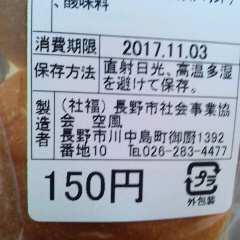 、酸味料
消費期限 2017.11.03
保存方法 直射日光、高温多湿
を避けて保存。
製造者 (社福)長野市社会事業協
会 空風
長野市川中島町御厨1392
番地10 Tel026-283-4477
150円
プラ
外包装